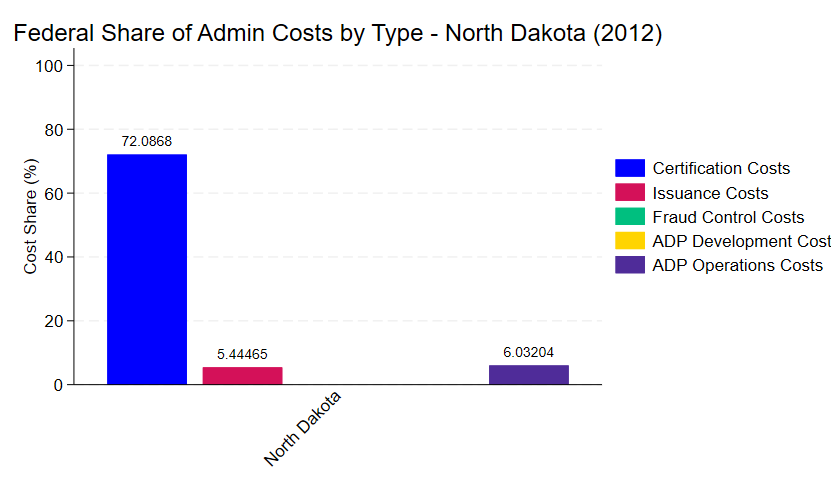 Federal Share of Admin Costs by Type - North Dakota (2012)
100
80
60
40
20
0
Cost Share (%)
72.0868
5.44465
6.03204
North Dakota
Certification Costs
Issuance Costs
Fraud Control Costs
ADP Development Cost
ADP Operations Costs